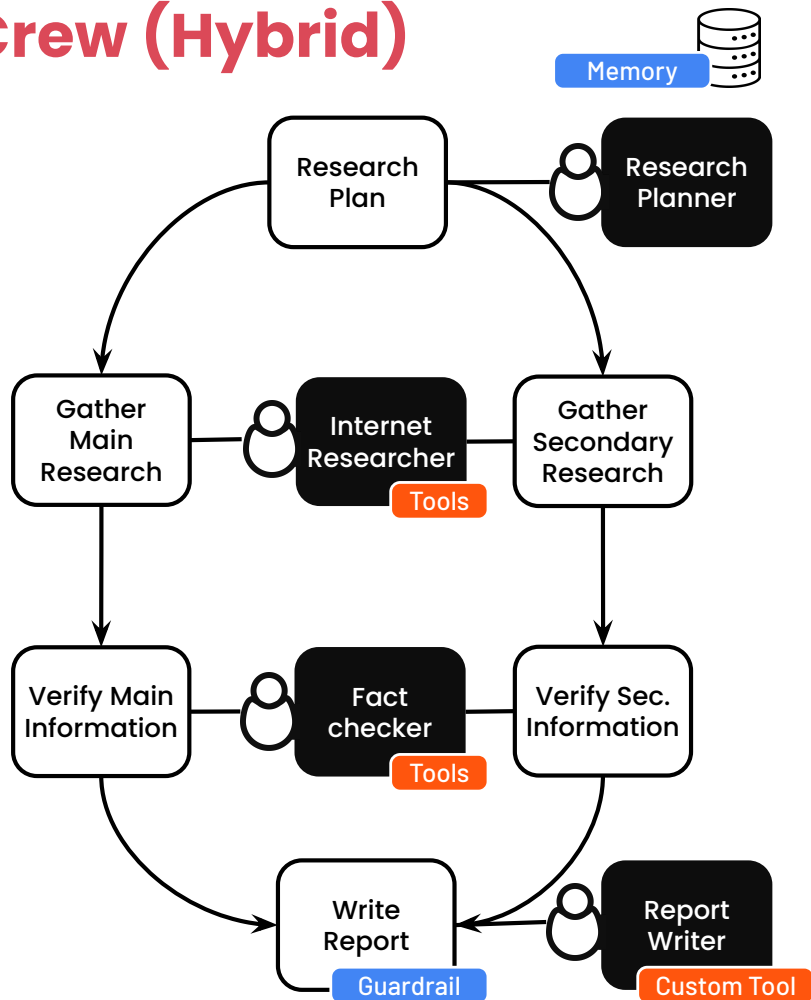 Crew (Hybrid)
Memory
Research
Plan
Research
Planner
Gather
Main
Research
Internet
Researcher
Tools
Gather
Secondary
Research
Verify Main
Information
Fact
checker
Tools
Verify Sec.
Information
Write
Report
Guardrail
Report
Writer
Custom Tool